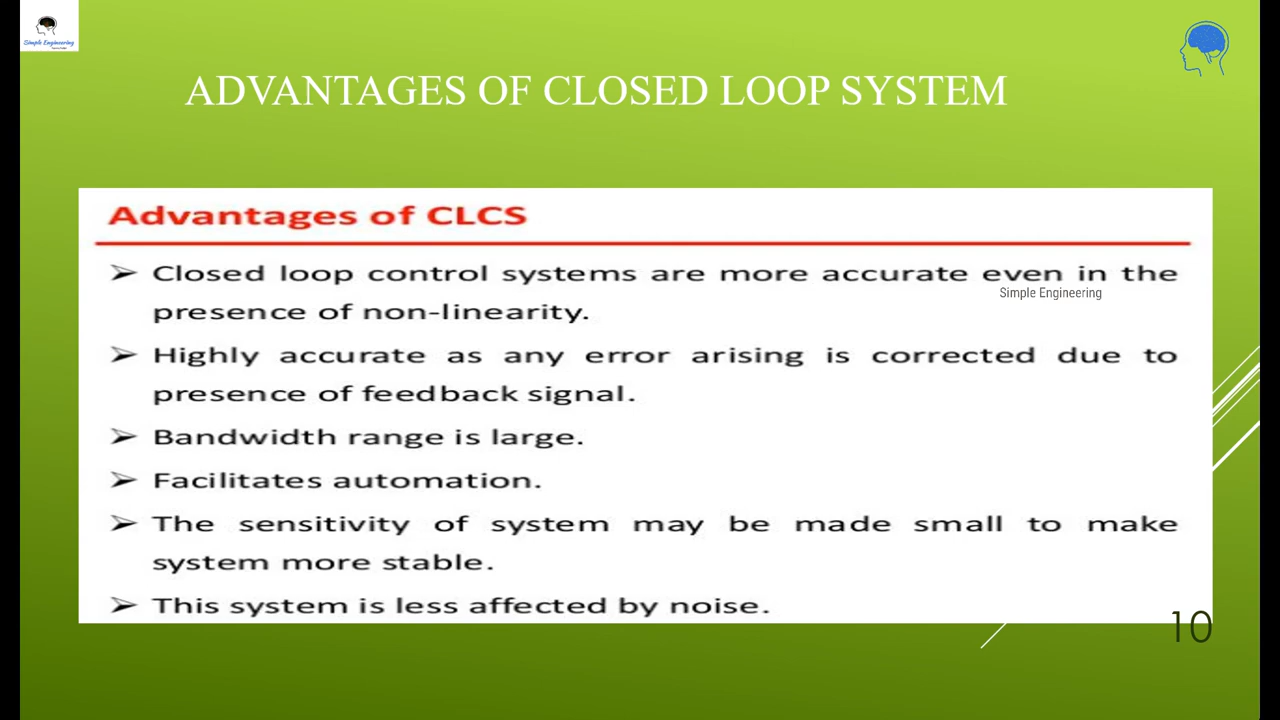 Simple Engineering
ADVANTAGES OF CLOSED LOOP SYSTEM
Advantages of CLCS
➢ Closed loop control systems are more accurate even in the
Simple Engineering
presence of non-linearity.
➢ Highly accurate as any error arising is corrected due to
presence of feedback signal.
➢ Bandwidth range is large.
➢ Facilitates automation.
➢ The sensitivity of system may be made small to make
system more stable.
➢ This system is less affected by noise.
10